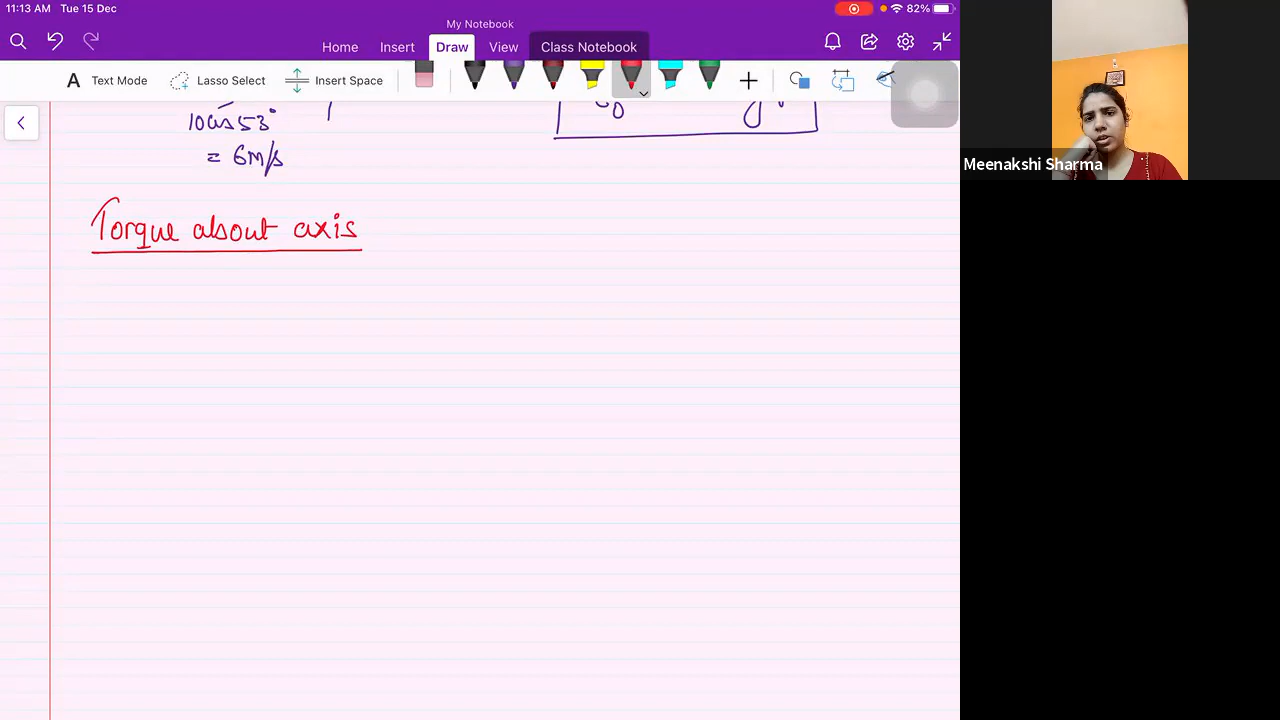 11:13 AM Tue 15 Dec
82%
My Notebook
Home Insert Draw View Class Notebook
A Text Mode Lasso Select Insert Space
10cos53°
= 6m/s
Meenakshi Sharma
Torque about axis